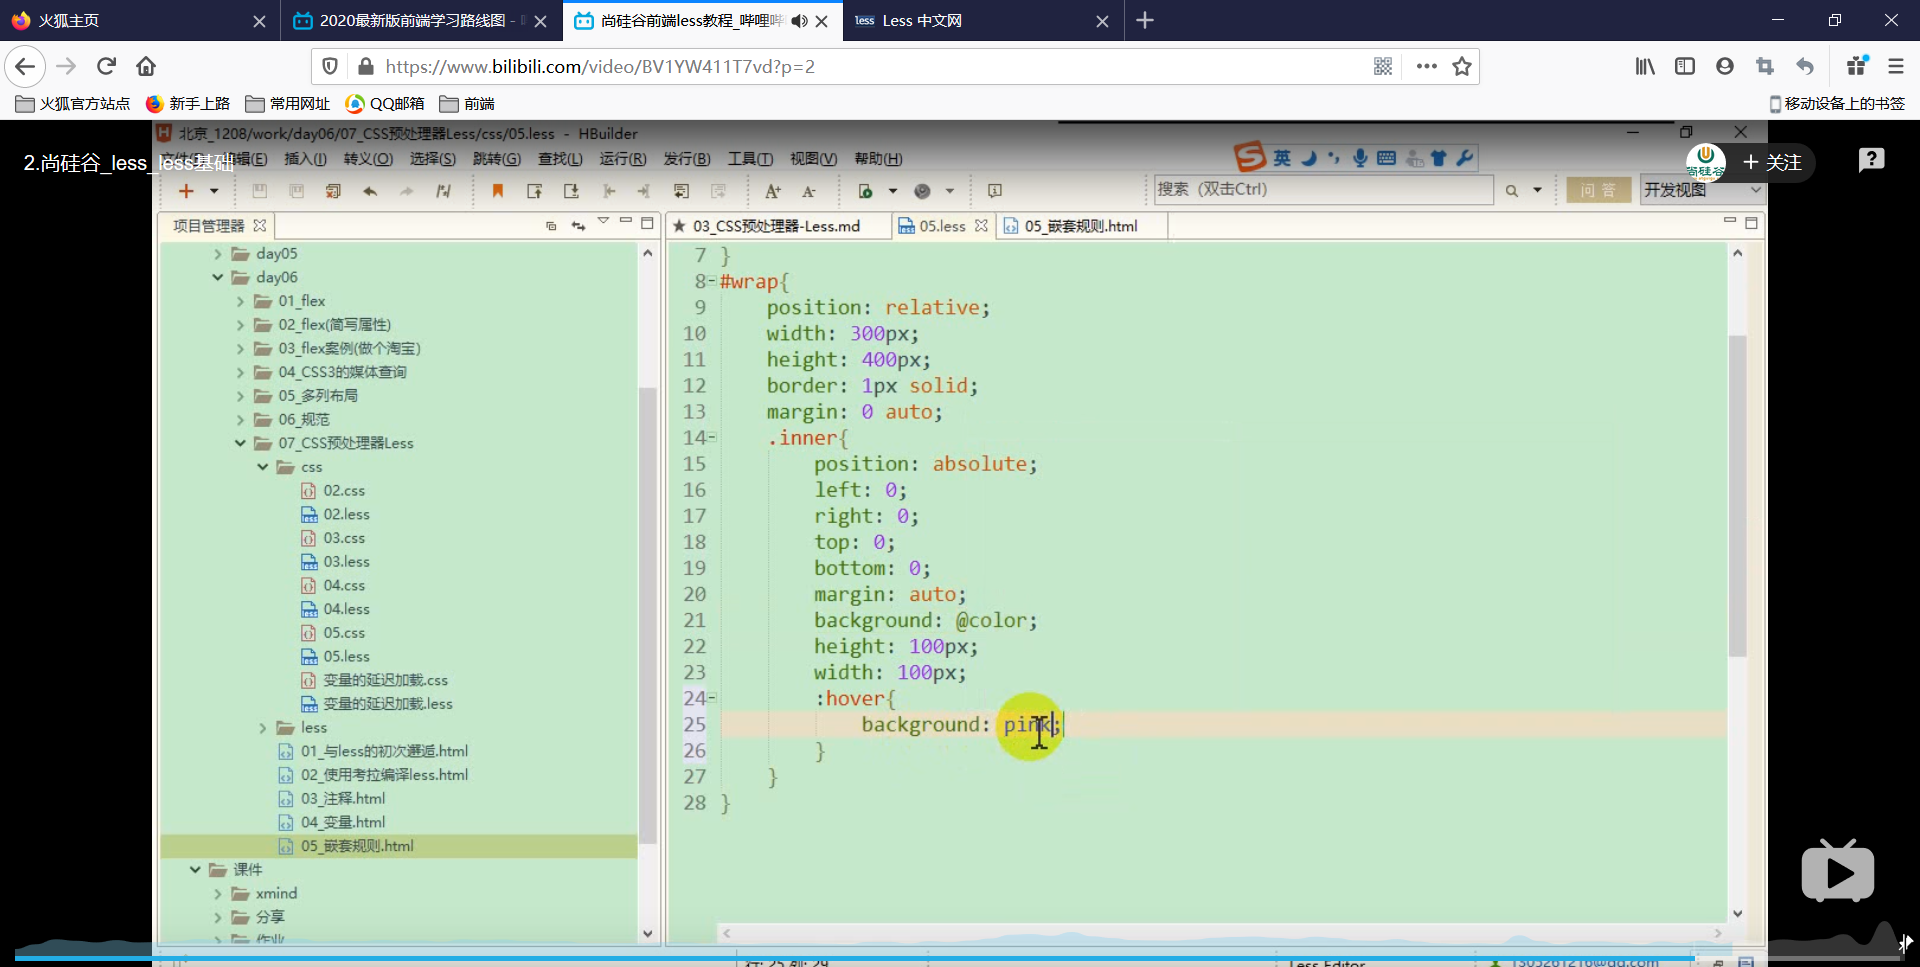 火狐主页
2020最新版前端学习路线图 -
尚硅谷前端less教程_哔哩哔
less Less 中文网
https://www.bilibili.com/video/BV1YW411T7vd?p=2
火狐官方站点 新手上路 常用网址 QQ邮箱 前端 移动设备上的书签
北京_1208/work/day06/07_CSS预处理器Less/css/05.less - HBuilder
2.尚硅谷_less_less基础
编辑(E) 插入(I) 转义(O) 选择(S) 跳转(G) 查找(L) 运行(R) 发行(B) 工具(T) 视图(V) 帮助(H)
英
尚硅谷
+ 关注
搜索 (双击Ctrl)
问答
开发视图
项目管理器
03_CSS预处理器-Less.md
05.less
05_嵌套规则.html
day05
day06
01_flex
02_flex(简写属性)
03_flex案例(做个淘宝)
04_CSS3的媒体查询
05_多列布局
06_规范
07_CSS预处理器Less
css
02.css
02.less
03.css
03.less
04.css
04.less
05.css
05.less
变量的延迟加载.css
变量的延迟加载.less
less
01_与less的初次邂逅.html
02_使用考拉编译less.html
03_注释.html
04_变量.html
05_嵌套规则.html
课件
xmind
分享
作业
7 }
8 #wrap{
9 position: relative;
10 width: 300px;
11 height: 400px;
12 border: 1px solid;
13 margin: 0 auto;
14 .inner{
15 position: absolute;
16 left: 0;
17 right: 0;
18 top: 0;
19 bottom: 0;
20 margin: auto;
21 background: @color;
22 height: 100px;
23 width: 100px;
24 :hover{
25 background: pink;
26 }
27 }
28 }
行: 25 列: 29
Less Editor